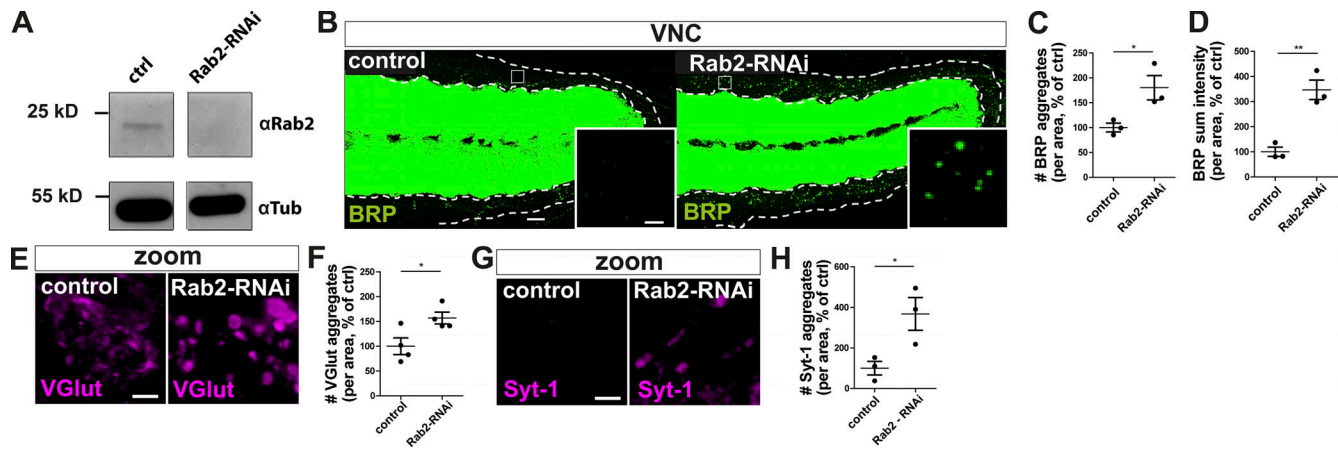 A
ctrl
Rab2-RNAi
25 kD
αRab2
55 kD
αTub
B
VNC
control
Rab2-RNAi
BRP
BRP
C
# BRP aggregates
(per area, % of ctrl)
250
200
150
100
50
0
*
control
Rab2-RNAi
D
BRP sum intensity
(per area, % of ctrl)
500
400
300
200
100
0
**
control
Rab2-RNAi
E
zoom
control
Rab2-RNAi
VGlut
VGlut
F
# VGlut aggregates
(per area, % of ctrl)
250
200
150
100
50
0
*
control
Rab2-RNAi
G
zoom
control
Rab2-RNAi
Syt-1
Syt-1
H
# Syt-1 aggregates
(per area, % of ctrl)
600
400
200
0
*
control
Rab2 - RNAi